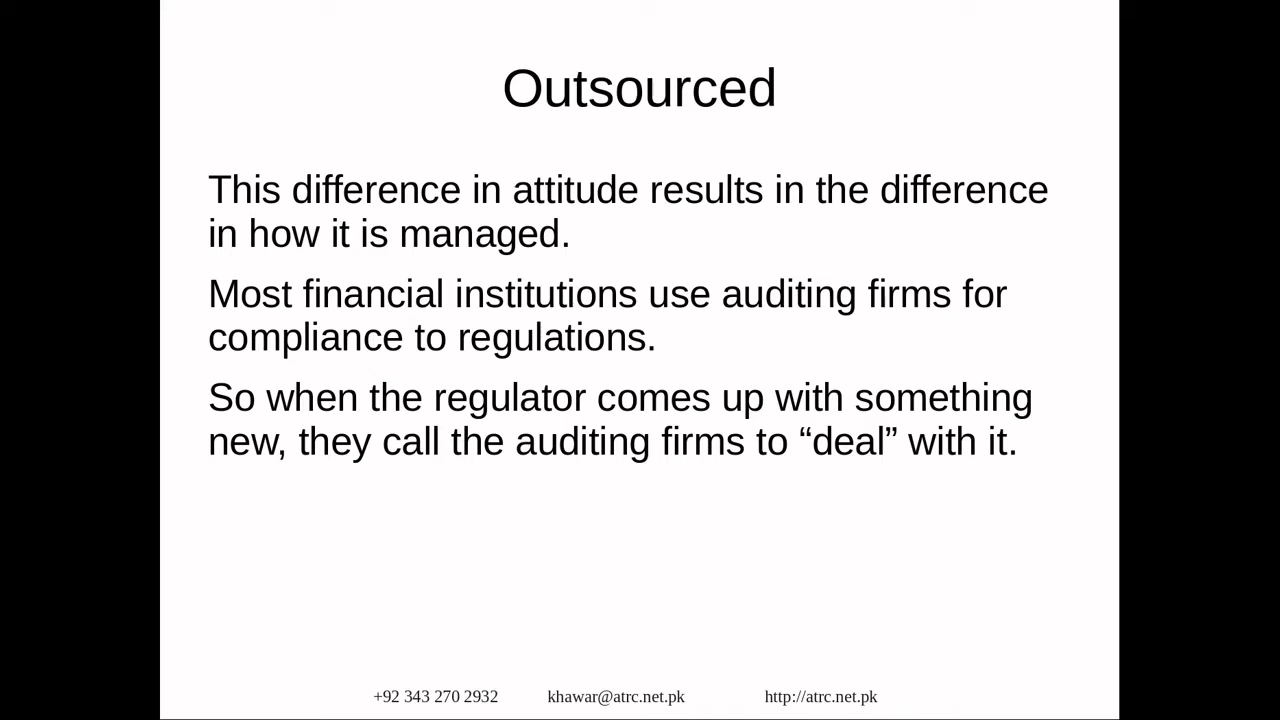 Outsourced
This difference in attitude results in the difference
in how it is managed.
Most financial institutions use auditing firms for
compliance to regulations.
So when the regulator comes up with something
new, they call the auditing firms to “deal” with it.
+92 343 270 2932 khawar@atrc.net.pk http://atrc.net.pk